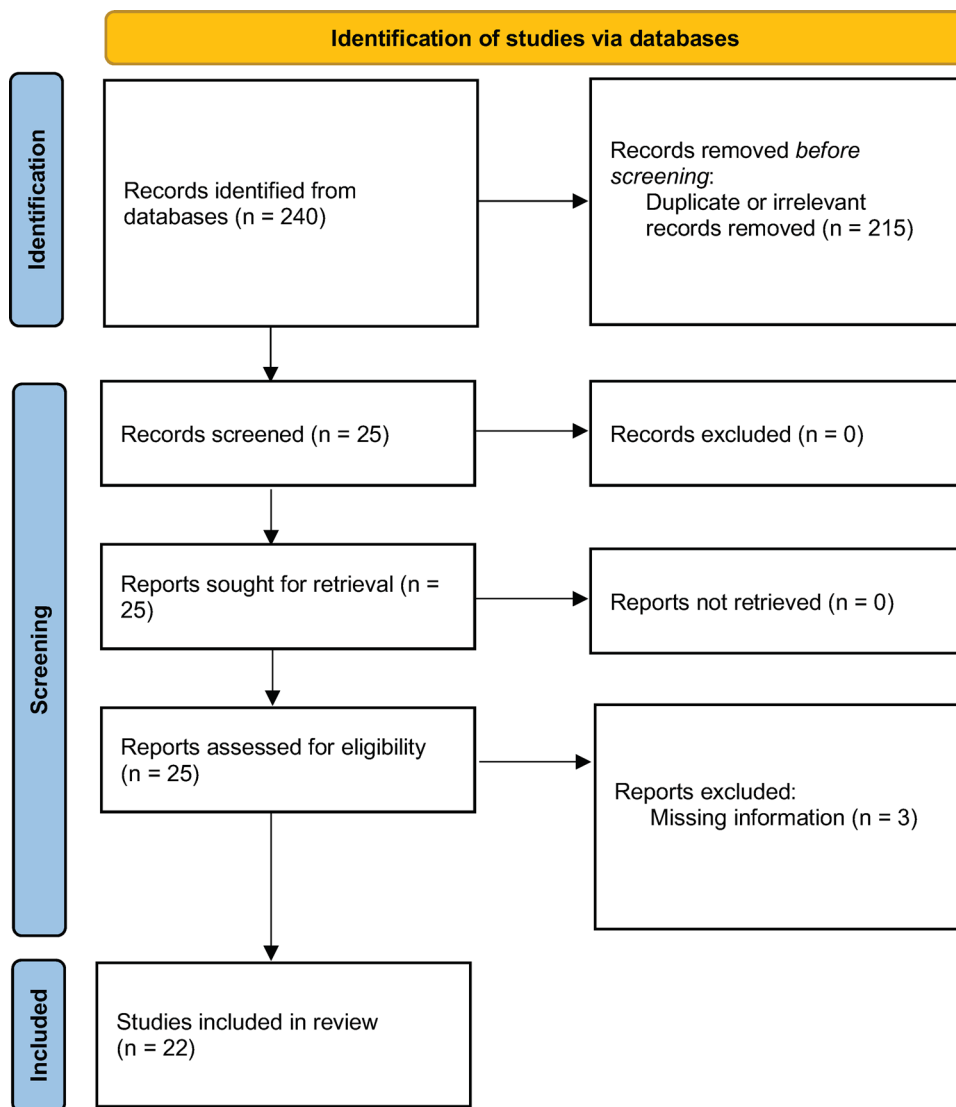 Identification of studies via databases
Identification
Records identified from
databases (n = 240)
Records removed before
screening:
Duplicate or irrelevant
records removed (n = 215)
Screening
Records screened (n = 25)
Records excluded (n = 0)
Reports sought for retrieval (n =
25)
Reports not retrieved (n = 0)
Reports assessed for eligibility
(n = 25)
Reports excluded:
Missing information (n = 3)
Included
Studies included in review
(n = 22)